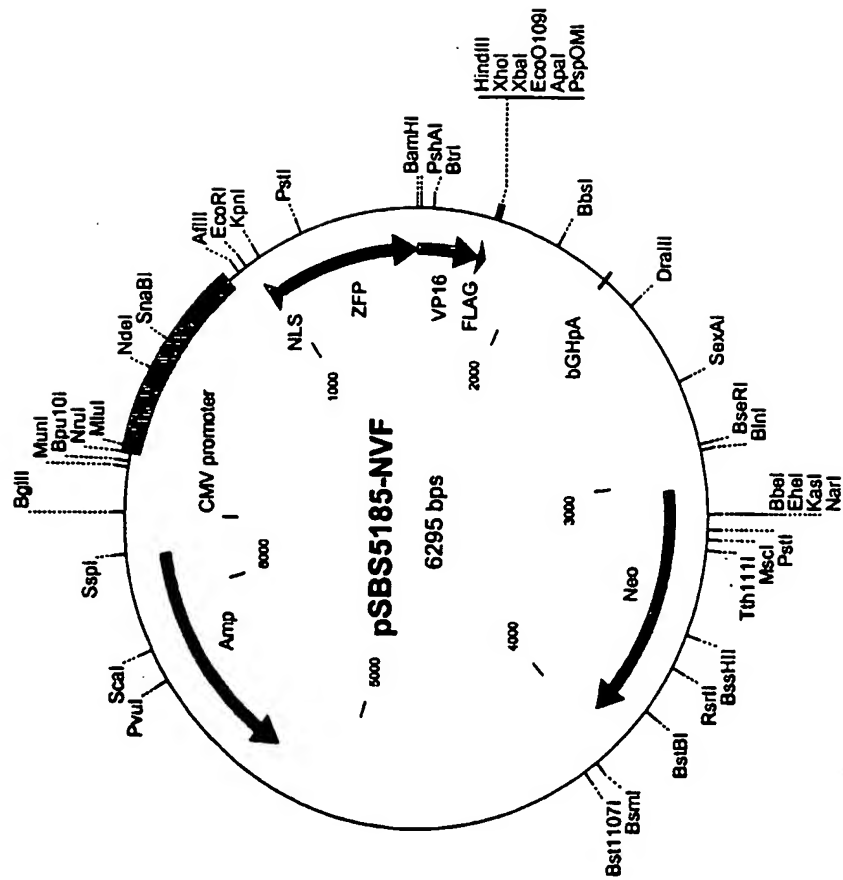 pSBS5185-NVF
6295 bps
BglII
MunI
Bpu10I
NruI
MluI
NdeI
SnaBI
AflII
EcoRI
KpnI
PstI
BamHI
PshAI
BtrI
HindIII
XhoI
XbaI
EcoO109I
ApaI
PspOMI
BbsI
DraIII
SexAI
BseRI
BlnI
BbeI
EheI
KasI
NarI
PstI
MscI
Tth111I
BssHII
RsrII
BstBI
BsmI
Bst1107I
PvuI
ScaI
SspI
CMV promoter
NLS
ZFP
VP16
FLAG
bGHpA
Neo
Amp
1000
2000
3000
4000
5000
6000